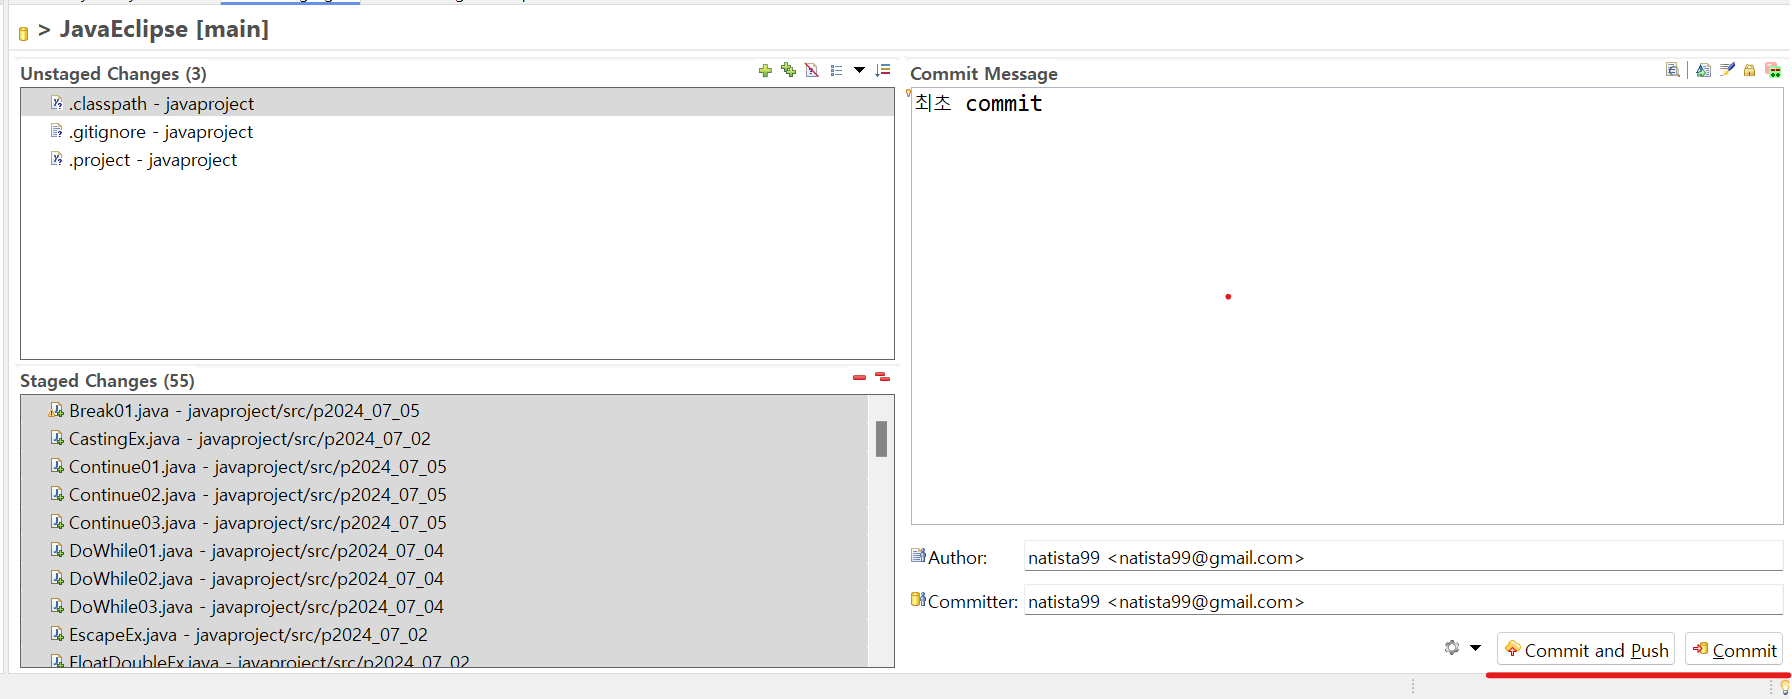 > JavaEclipse [main]
Unstaged Changes (3)
.classpath - javaproject
.gitignore - javaproject
.project - javaproject
Staged Changes (55)
Break01.java - javaproject/src/p2024_07_05
CastingEx.java - javaproject/src/p2024_07_02
Continue01.java - javaproject/src/p2024_07_05
Continue02.java - javaproject/src/p2024_07_05
Continue03.java - javaproject/src/p2024_07_05
DoWhile01.java - javaproject/src/p2024_07_04
DoWhile02.java - javaproject/src/p2024_07_04
DoWhile03.java - javaproject/src/p2024_07_04
EscapeEx.java - javaproject/src/p2024_07_02
FloatDoubleEx.java - javaproject/src/p2024_07_02
Commit Message
최초 commit
Author: natista99 <natista99@gmail.com>
Committer: natista99 <natista99@gmail.com>
Commit and Push
Commit